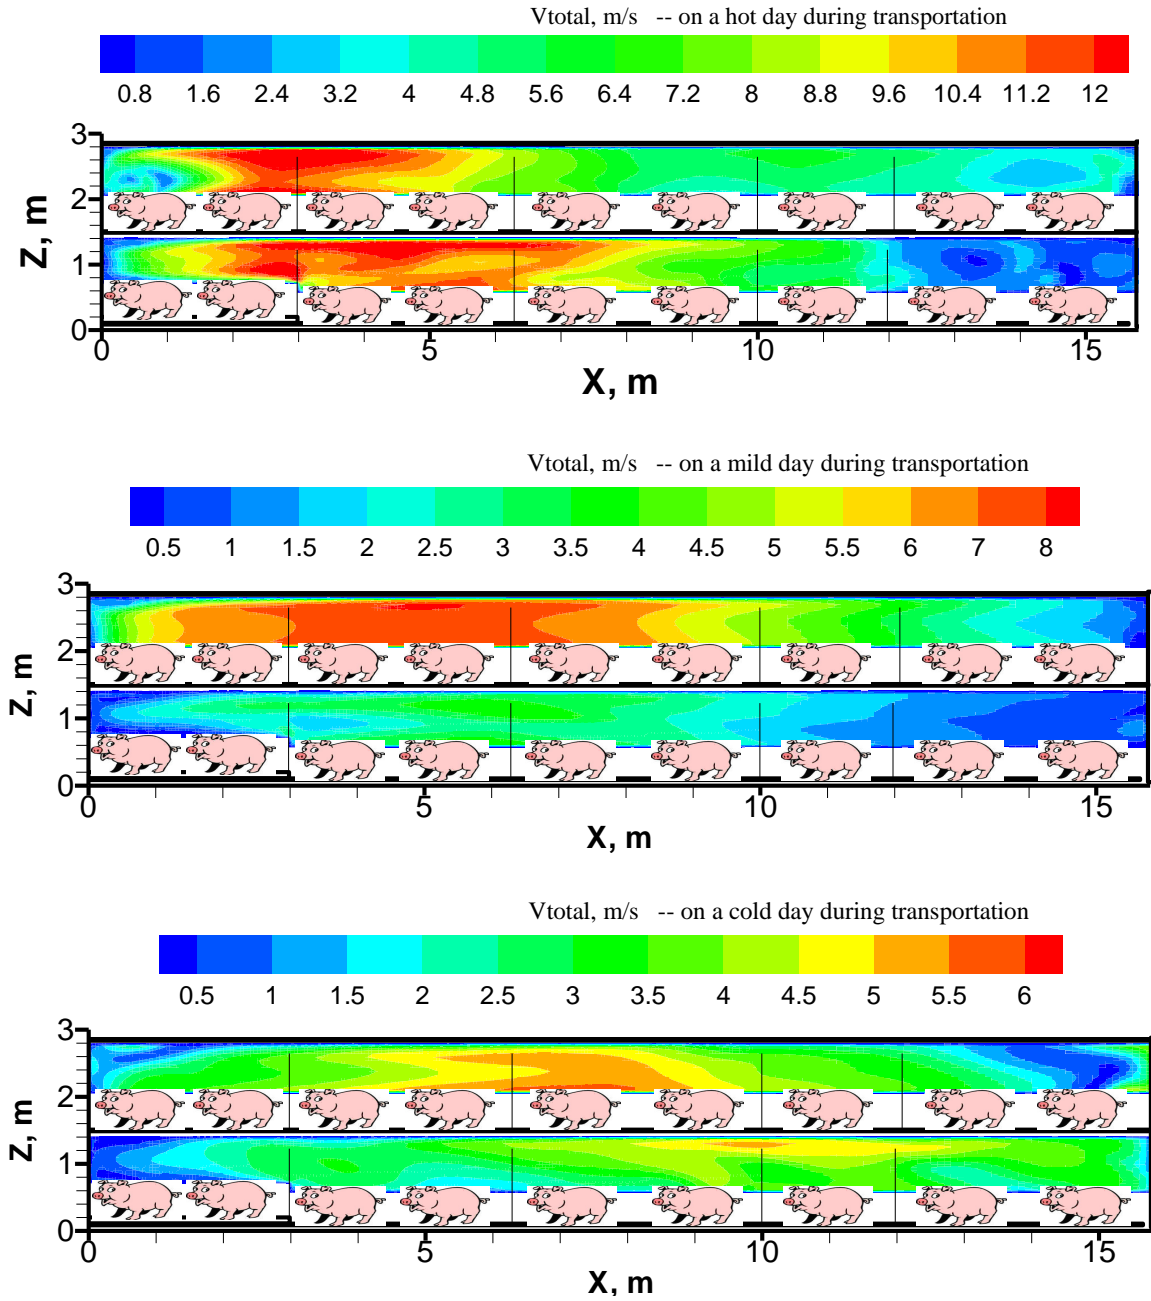 Vtotal, m/s -- on a hot day during transportation
0.8 1.6 2.4 3.2 4 4.8 5.6 6.4 7.2 8 8.8 9.6 10.4 11.2 12
3
2
1
0
Z, m
0 5 10 15
X, m
Vtotal, m/s -- on a mild day during transportation
0.5 1 1.5 2 2.5 3 3.5 4 4.5 5 5.5 6 7 8
3
2
1
0
Z, m
0 5 10 15
X, m
Vtotal, m/s -- on a cold day during transportation
0.5 1 1.5 2 2.5 3 3.5 4 4.5 5 5.5 6
3
2
1
0
Z, m
0 5 10 15
X, m